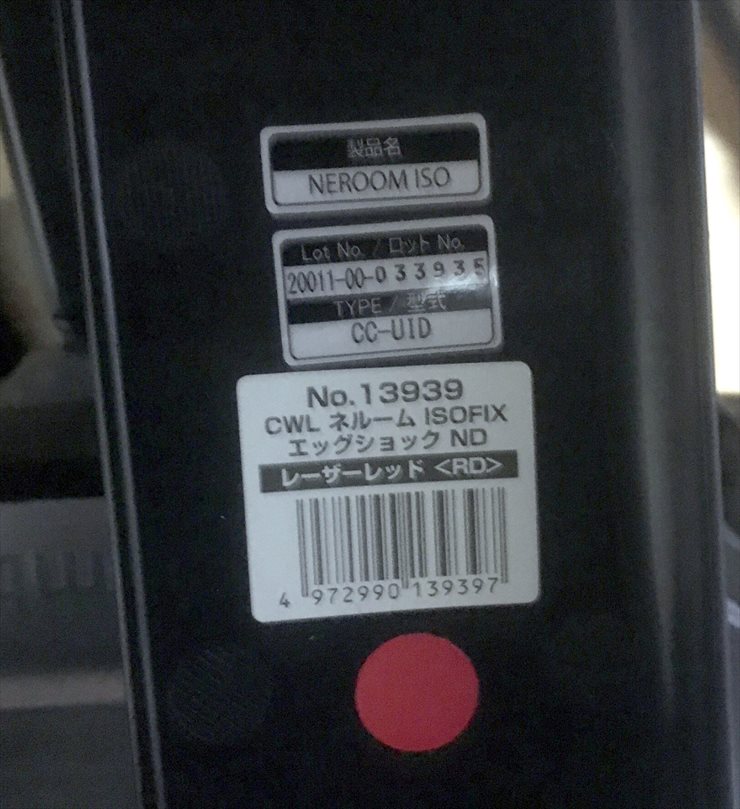 製品名
NEROOM ISO
Lot No. / ロット No.
20011-00-033935
TYPE / 型式
CC-UID
No.13939
CWL ネルーム ISOFIX
エッグショック ND
レーザーレッド <RD>
4 972990 139397